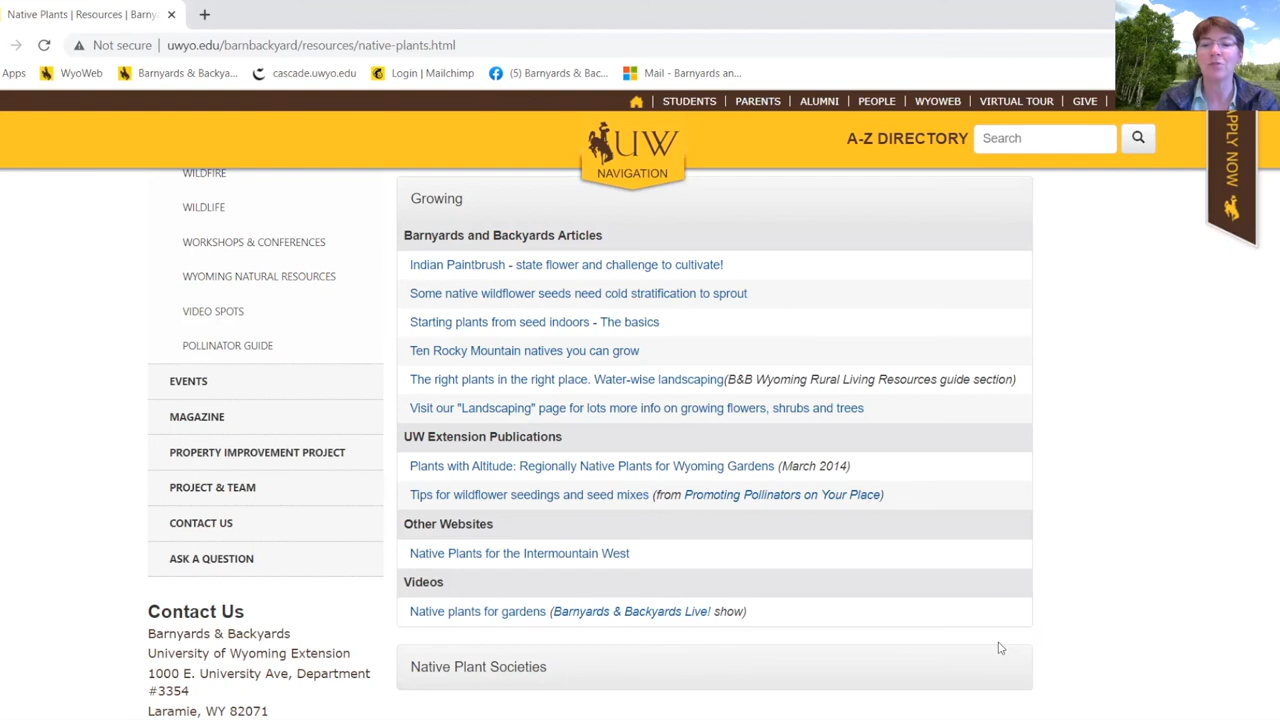 Native Plants | Resources | Barny
Not secure uwyo.edu/barnbackyard/resources/native-plants.html
Apps WyoWeb Barnyards & Backya... cascade.uwyo.edu Login | Mailchimp (5) Barnyards & Bac... Mail - Barnyards an...
STUDENTS | PARENTS | ALUMNI | PEOPLE | WYOWEB | VIRTUAL TOUR | GIVE |
UW
NAVIGATION
A-Z DIRECTORY Search
APPLY NOW
WILDFIRE
WILDLIFE
WORKSHOPS & CONFERENCES
WYOMING NATURAL RESOURCES
VIDEO SPOTS
POLLINATOR GUIDE
EVENTS
MAGAZINE
PROPERTY IMPROVEMENT PROJECT
PROJECT & TEAM
CONTACT US
ASK A QUESTION
Contact Us
Barnyards & Backyards
University of Wyoming Extension
1000 E. University Ave, Department
#3354
Laramie, WY 82071
Growing
Barnyards and Backyards Articles
Indian Paintbrush - state flower and challenge to cultivate!
Some native wildflower seeds need cold stratification to sprout
Starting plants from seed indoors - The basics
Ten Rocky Mountain natives you can grow
The right plants in the right place. Water-wise landscaping(B&B Wyoming Rural Living Resources guide section)
Visit our "Landscaping" page for lots more info on growing flowers, shrubs and trees
UW Extension Publications
Plants with Altitude: Regionally Native Plants for Wyoming Gardens (March 2014)
Tips for wildflower seedings and seed mixes (from Promoting Pollinators on Your Place)
Other Websites
Native Plants for the Intermountain West
Videos
Native plants for gardens (Barnyards & Backyards Live! show)
Native Plant Societies